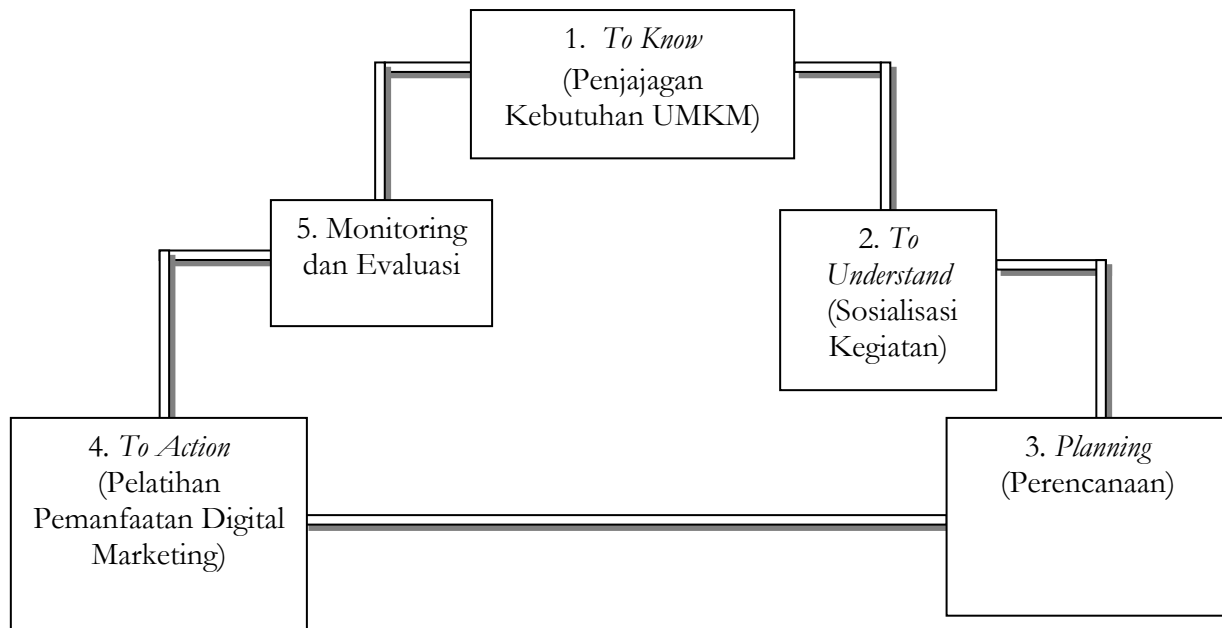 1. To Know
(Penjajagan
Kebutuhan UMKM)
2. To
Understand
(Sosialisasi
Kegiatan)
3. Planning
(Perencanaan)
4. To Action
(Pelatihan
Pemanfaatan Digital
Marketing)
5. Monitoring
dan Evaluasi